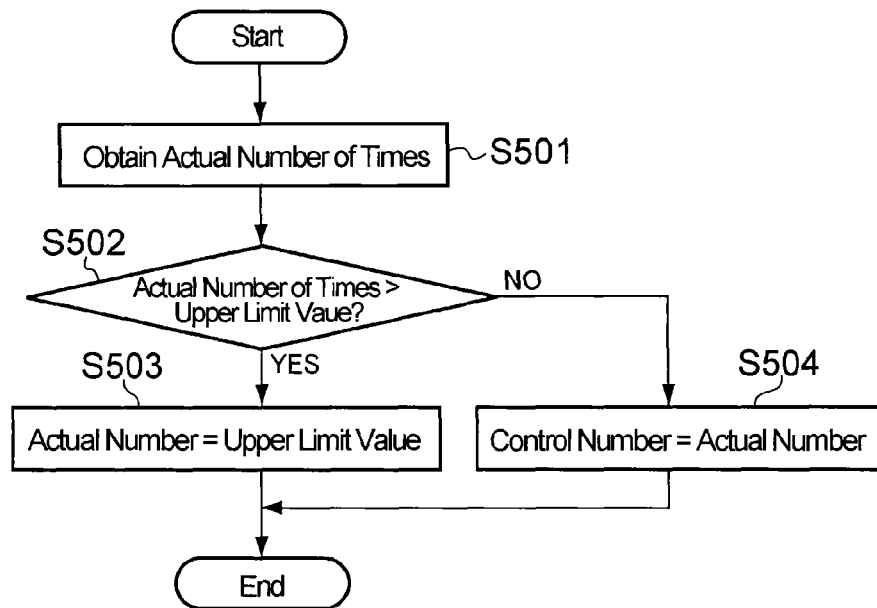 Start
Obtain Actual Number of Times
S501
S502
Actual Number of Times >
Upper Limit Vaue?
NO
YES
S503
Actual Number = Upper Limit Value
S504
Control Number = Actual Number
End